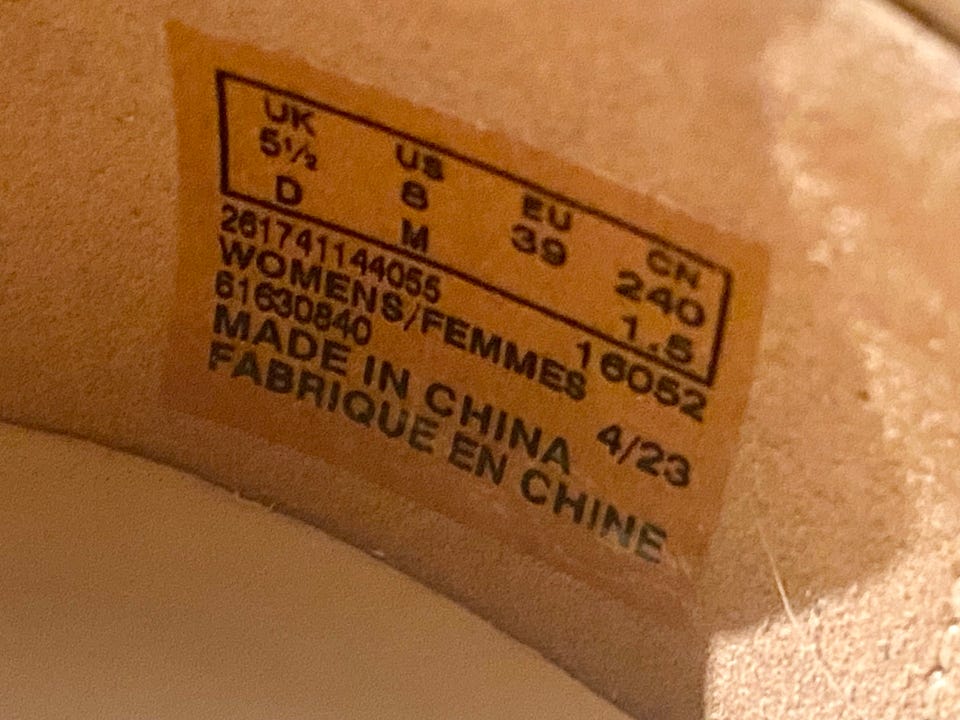 UK US EU CN
5½ 8 39 240
D M 1.5
261741144055 16052
WOMENS/FEMMES
61630840 4/23
MADE IN CHINA
FABRIQUE EN CHINE